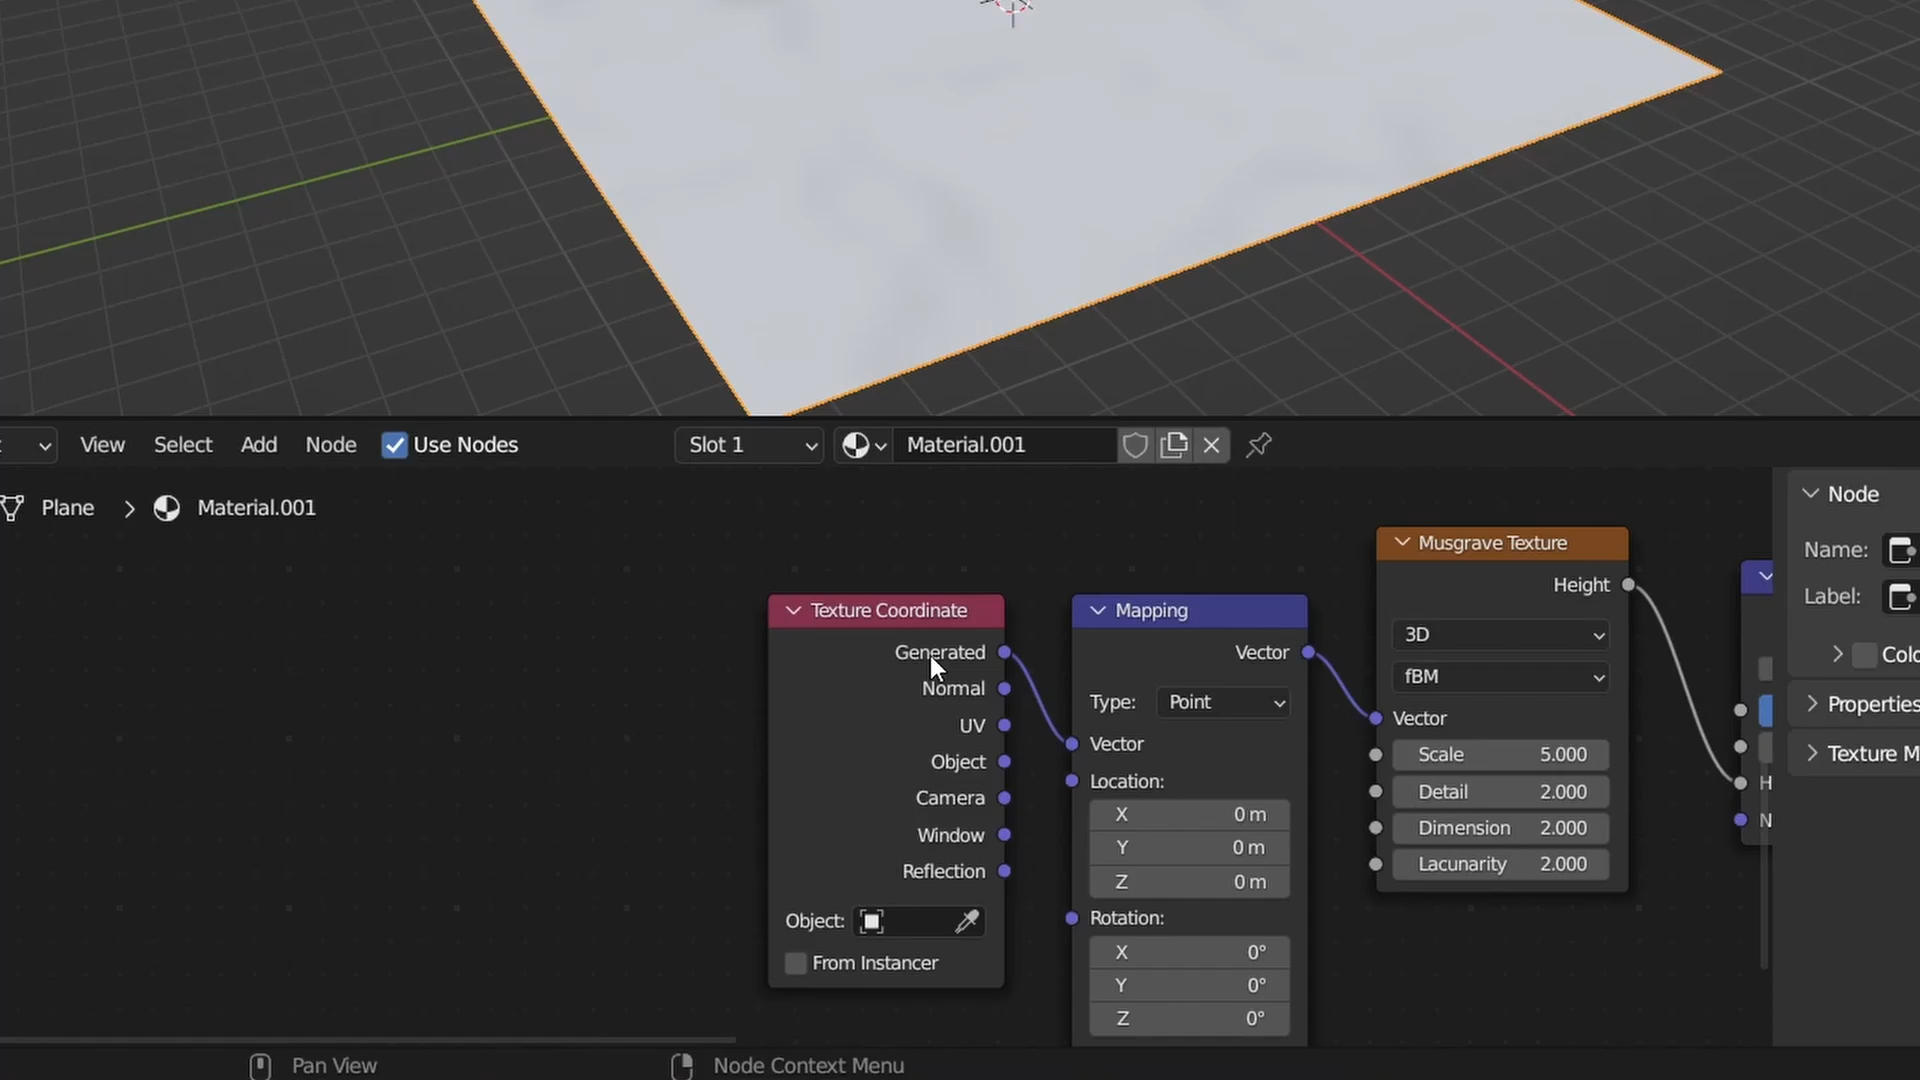 View Select Add Node Use Nodes Slot 1 Material.001
Plane Material.001
Texture Coordinate
Generated
Normal
UV
Object
Camera
Window
Reflection
Object:
From Instancer
Mapping
Vector
Type: Point
Vector
Location:
X 0 m
Y 0 m
Z 0 m
Rotation:
X 0°
Y 0°
Z 0°
Musgrave Texture
Height
3D
fBM
Vector
Scale 5.000
Detail 2.000
Dimension 2.000
Lacunarity 2.000
H
N
Node
Name:
Label:
Colo
Properties
Texture M
Pan View Node Context Menu